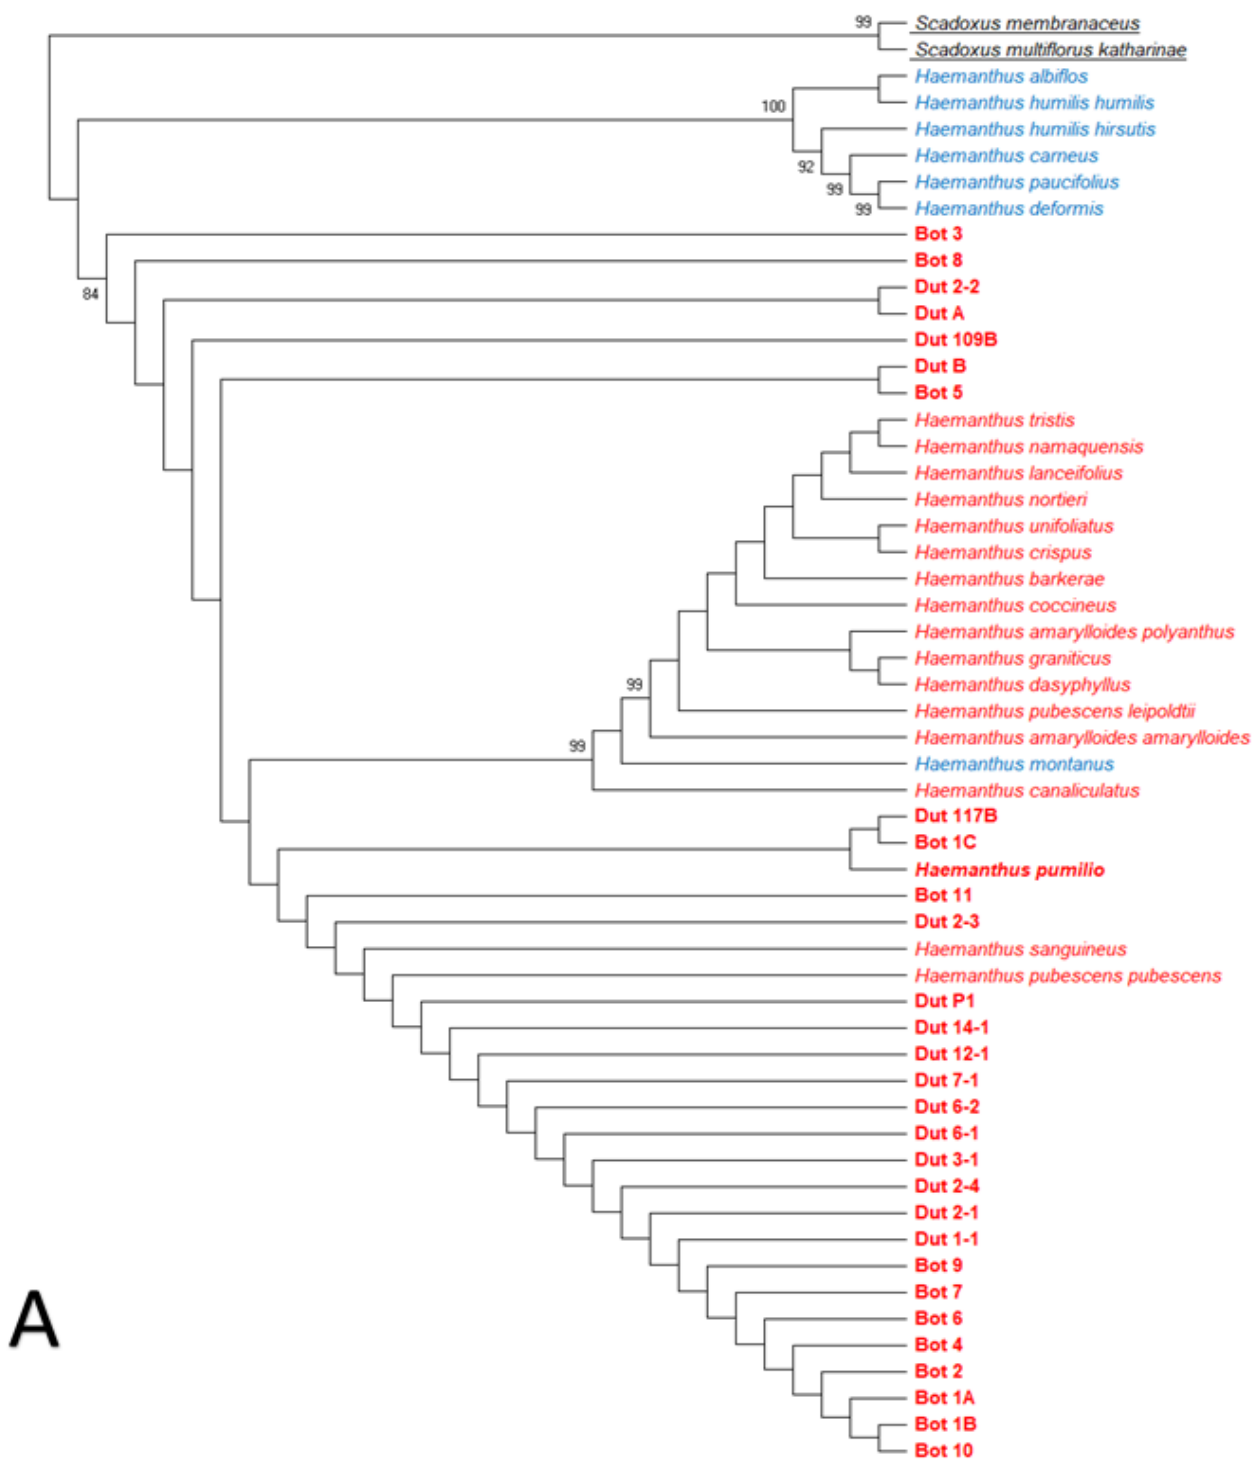 99
Scadoxus membranaceus
Scadoxus multiflorus katharinae
Haemanthus albiflos
100
Haemanthus humilis humilis
Haemanthus humilis hirsutis
92
Haemanthus carneus
99
Haemanthus paucifolius
99
Haemanthus deformis
Bot 3
Bot 8
84
Dut 2-2
Dut A
Dut 109B
Dut B
Bot 5
Haemanthus tristis
Haemanthus namaquensis
Haemanthus lanceifolius
Haemanthus nortieri
Haemanthus unifoliatus
Haemanthus crispus
Haemanthus barkerae
Haemanthus coccineus
Haemanthus amarylloides polyanthus
Haemanthus graniticus
99
Haemanthus dasyphyllus
Haemanthus pubescens leipoldtii
Haemanthus amarylloides amarylloides
99
Haemanthus montanus
Haemanthus canaliculatus
Dut 117B
Bot 1C
Haemanthus pumilio
Bot 11
Dut 2-3
Haemanthus sanguineus
Haemanthus pubescens pubescens
Dut P1
Dut 14-1
Dut 12-1
Dut 7-1
Dut 6-2
Dut 6-1
Dut 3-1
Dut 2-4
Dut 2-1
Dut 1-1
Bot 9
Bot 7
Bot 6
A
Bot 4
Bot 2
Bot 1A
Bot 1B
Bot 10